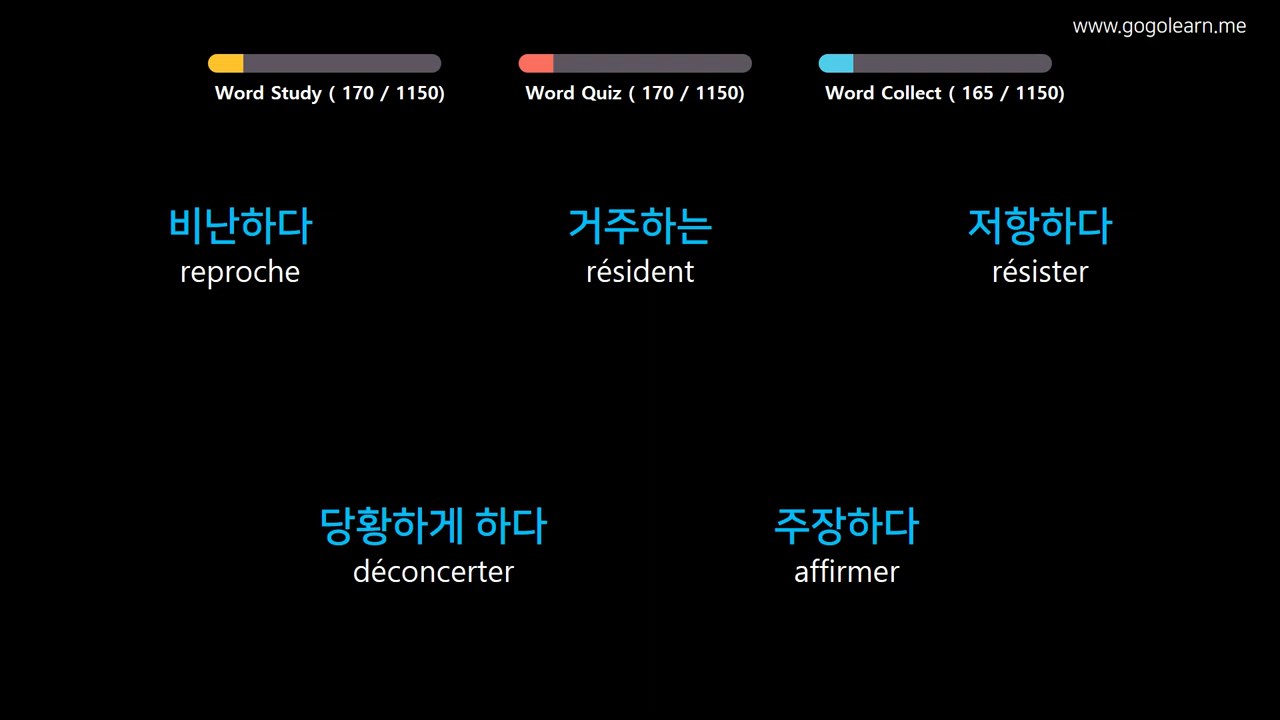 www.gogolearn.me
Word Study ( 170 / 1150)
Word Quiz ( 170 / 1150)
Word Collect ( 165 / 1150)
비난하다
reproche
거주하는
résident
저항하다
résister
당황하게 하다
déconcerter
주장하다
affirmer